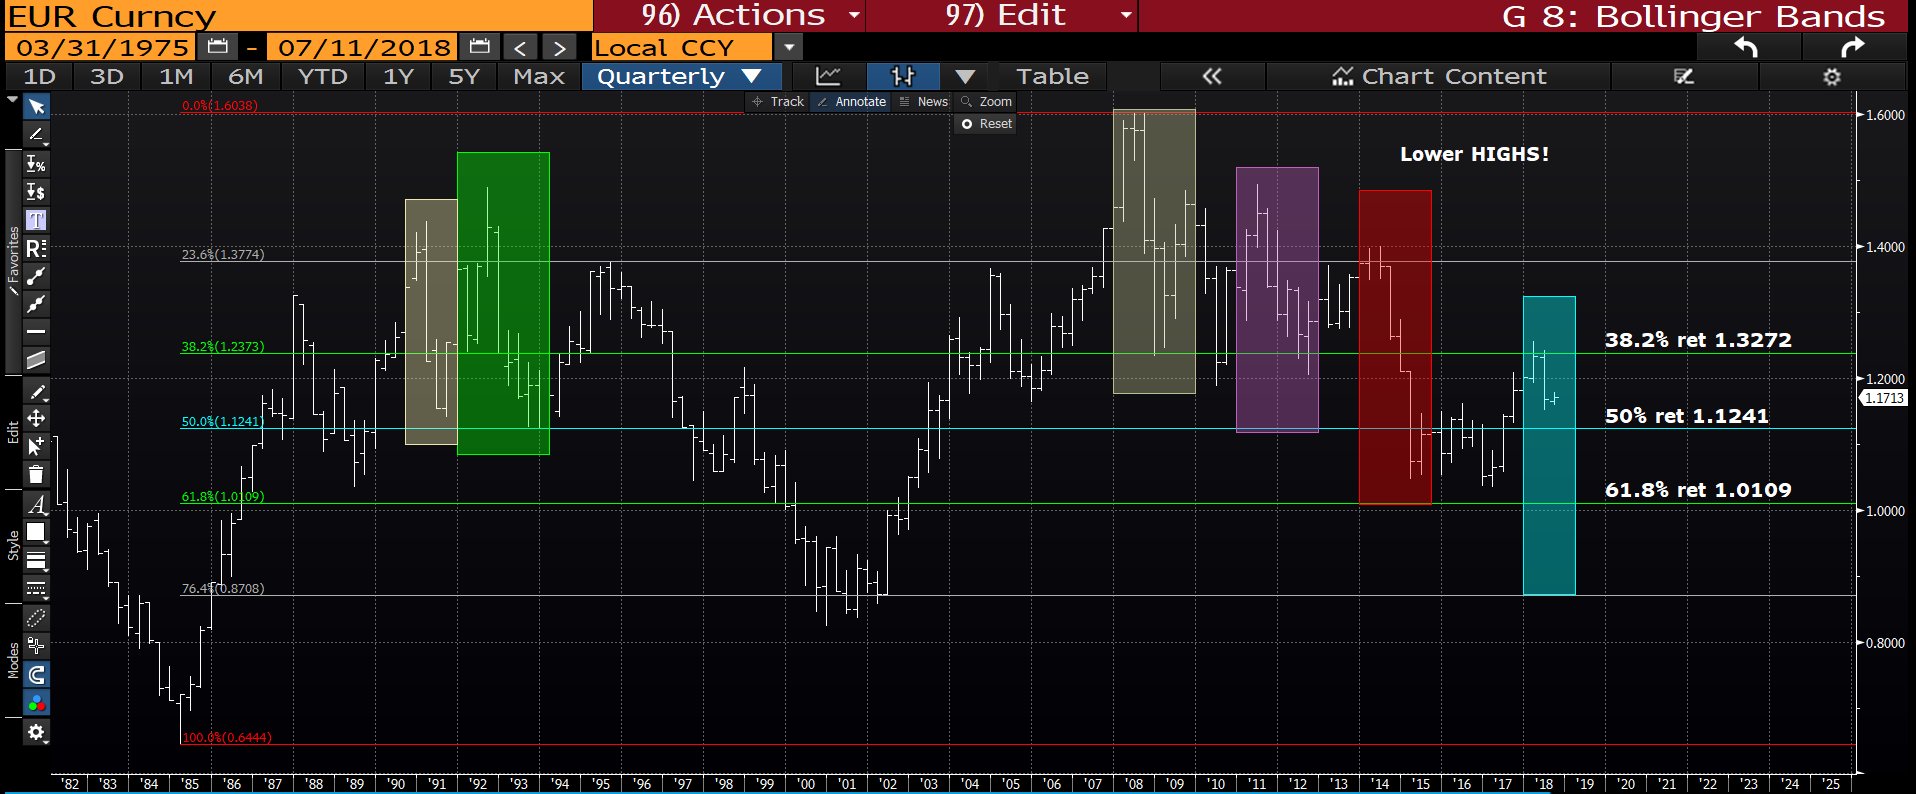 EUR Curncy 96) Actions 97) Edit G 8: Bollinger Bands
03/31/1975 - 07/11/2018 < > Local CCY
1D 3D 1M 6M YTD 1Y 5Y Max Quarterly Table « Chart Content
Track Annotate News Zoom
Reset
0.0%(1.6038)
Lower HIGHS!
23.6%(1.3774)
38.2%(1.2373)
38.2% ret 1.3272
50.0%(1.1241)
50% ret 1.1241
61.8%(1.0109)
61.8% ret 1.0109
76.4%(0.8708)
100.0%(0.6444)
1.6000
1.4000
1.2000
1.1713
1.0000
0.8000
%
$
T
R
A
Favorites
Edit
Style
Modes
'82 '83 '84 '85 '86 '87 '88 '89 '90 '91 '92 '93 '94 '95 '96 '97 '98 '99 '00 '01 '02 '03 '04 '05 '06 '07 '08 '09 '10 '11 '12 '13 '14 '15 '16 '17 '18 '19 '20 '21 '22 '23 '24 '25